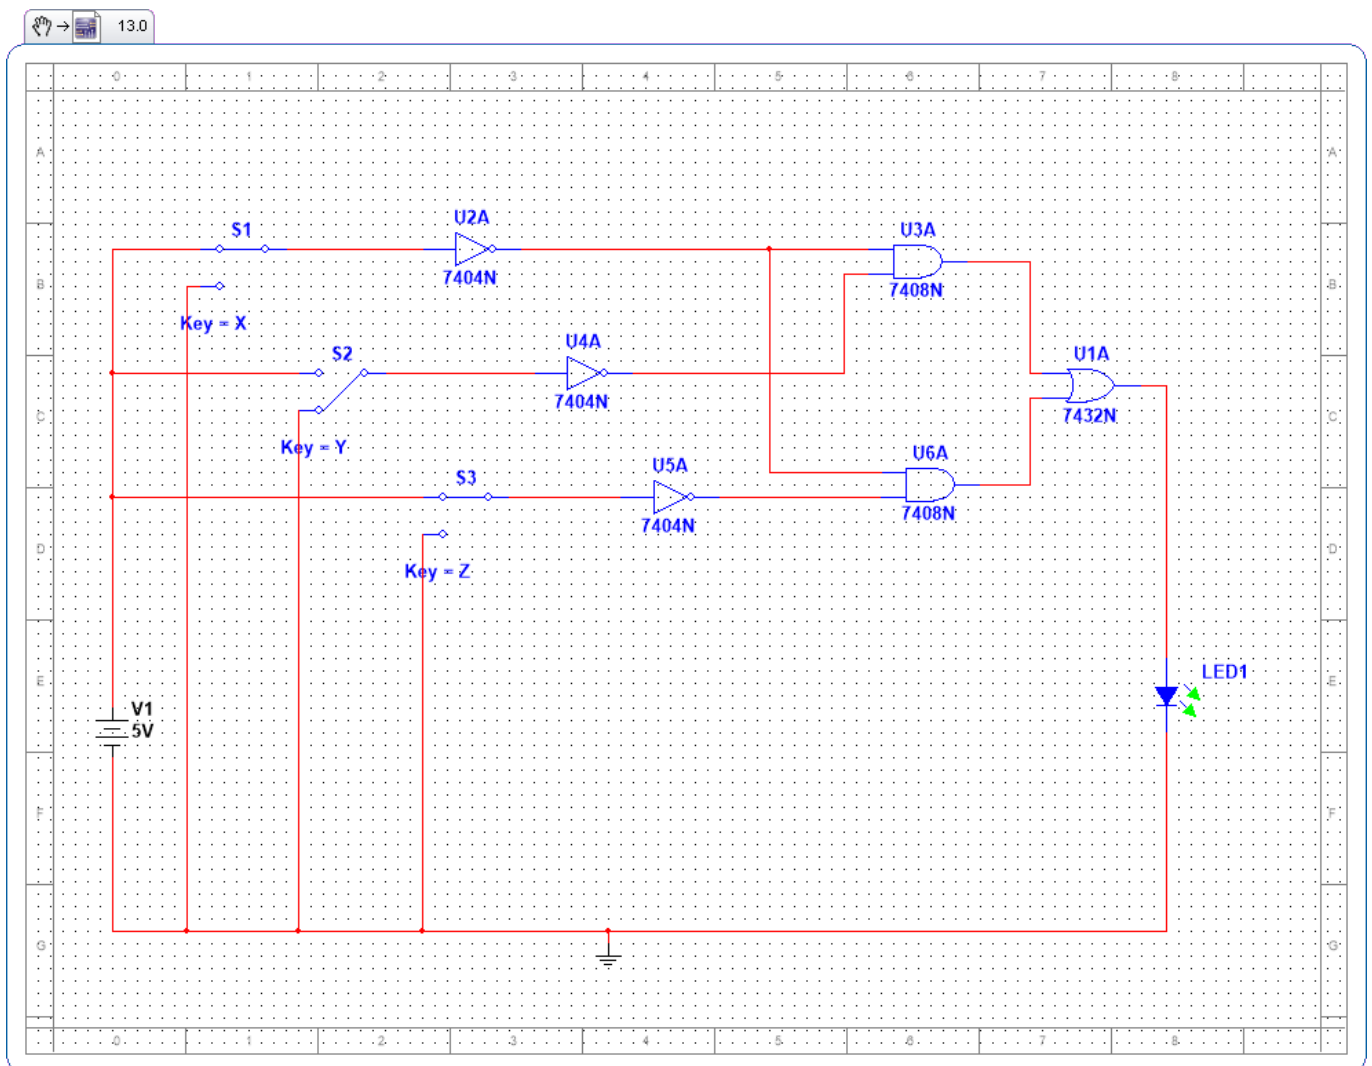 13.0
0 1 2 3 4 5 6 7 8
A A
U2A
S1 U3A
7404N
B 7408N B
Key = X
U4A
S2 U1A
7404N
C 7432N C
Key = Y
U6A
U5A
S3
7404N 7408N
D D
Key = Z
LED1
E E
V1
5V
F F
G G
0 1 2 3 4 5 6 7 8